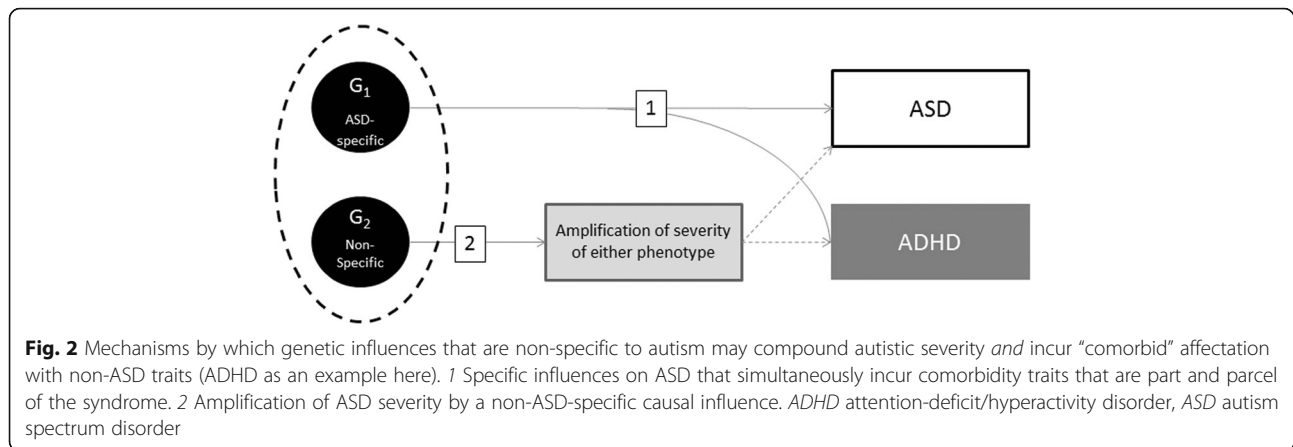 G1
ASD-
specific
1
ASD
G2
Non-
Specific
2
Amplification of severity
of either phenotype
ADHD
Fig. 2 Mechanisms by which genetic influences that are non-specific to autism may compound autistic severity and incur “comorbid” affectation
with non-ASD traits (ADHD as an example here). 1 Specific influences on ASD that simultaneously incur comorbidity traits that are part and parcel
of the syndrome. 2 Amplification of ASD severity by a non-ASD-specific causal influence. ADHD attention-deficit/hyperactivity disorder, ASD autism
spectrum disorder